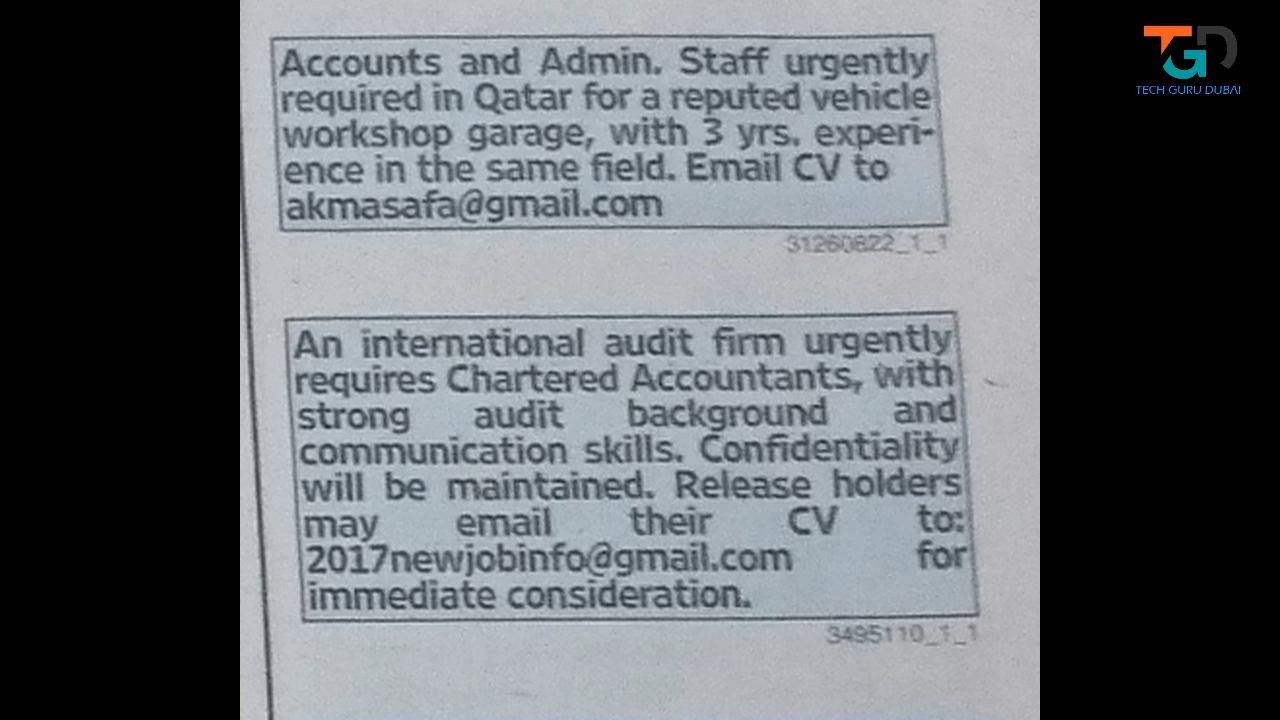 TECH GURU DUBAI
Accounts and Admin. Staff urgently
required in Qatar for a reputed vehicle
workshop garage, with 3 yrs. experi-
ence in the same field. Email CV to
akmasafa@gmail.com
31260822_1_1
An international audit firm urgently
requires Chartered Accountants, with
strong audit background and
communication skills. Confidentiality
will be maintained. Release holders
may email their CV to:
2017newjobinfo@gmail.com for
immediate consideration.
3495110_1_1